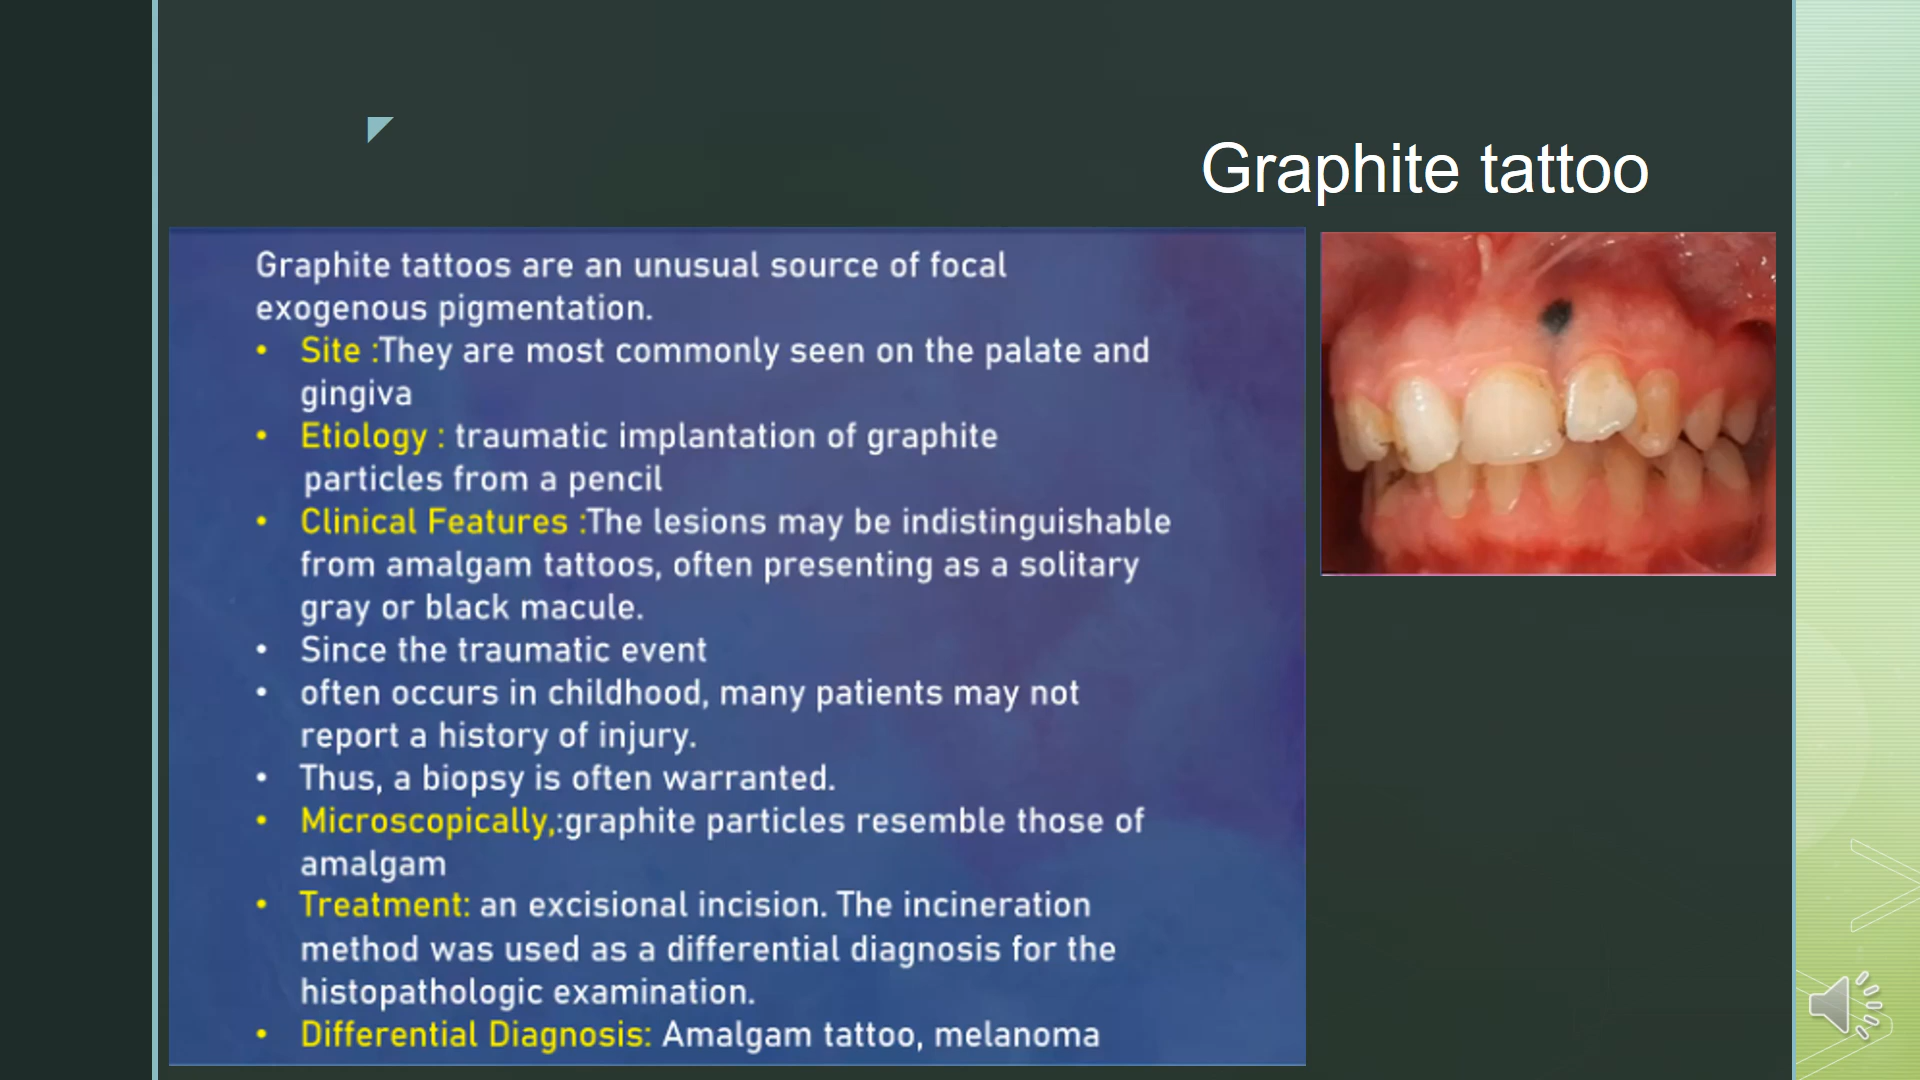 Graphite tattoo
Graphite tattoos are an unusual source of focal
exogenous pigmentation.
• Site :They are most commonly seen on the palate and
gingiva
• Etiology : traumatic implantation of graphite
particles from a pencil
• Clinical Features :The lesions may be indistinguishable
from amalgam tattoos, often presenting as a solitary
gray or black macule.
• Since the traumatic event
• often occurs in childhood, many patients may not
report a history of injury.
• Thus, a biopsy is often warranted.
• Microscopically,:graphite particles resemble those of
amalgam
• Treatment: an excisional incision. The incineration
method was used as a differential diagnosis for the
histopathologic examination.
• Differential Diagnosis: Amalgam tattoo, melanoma